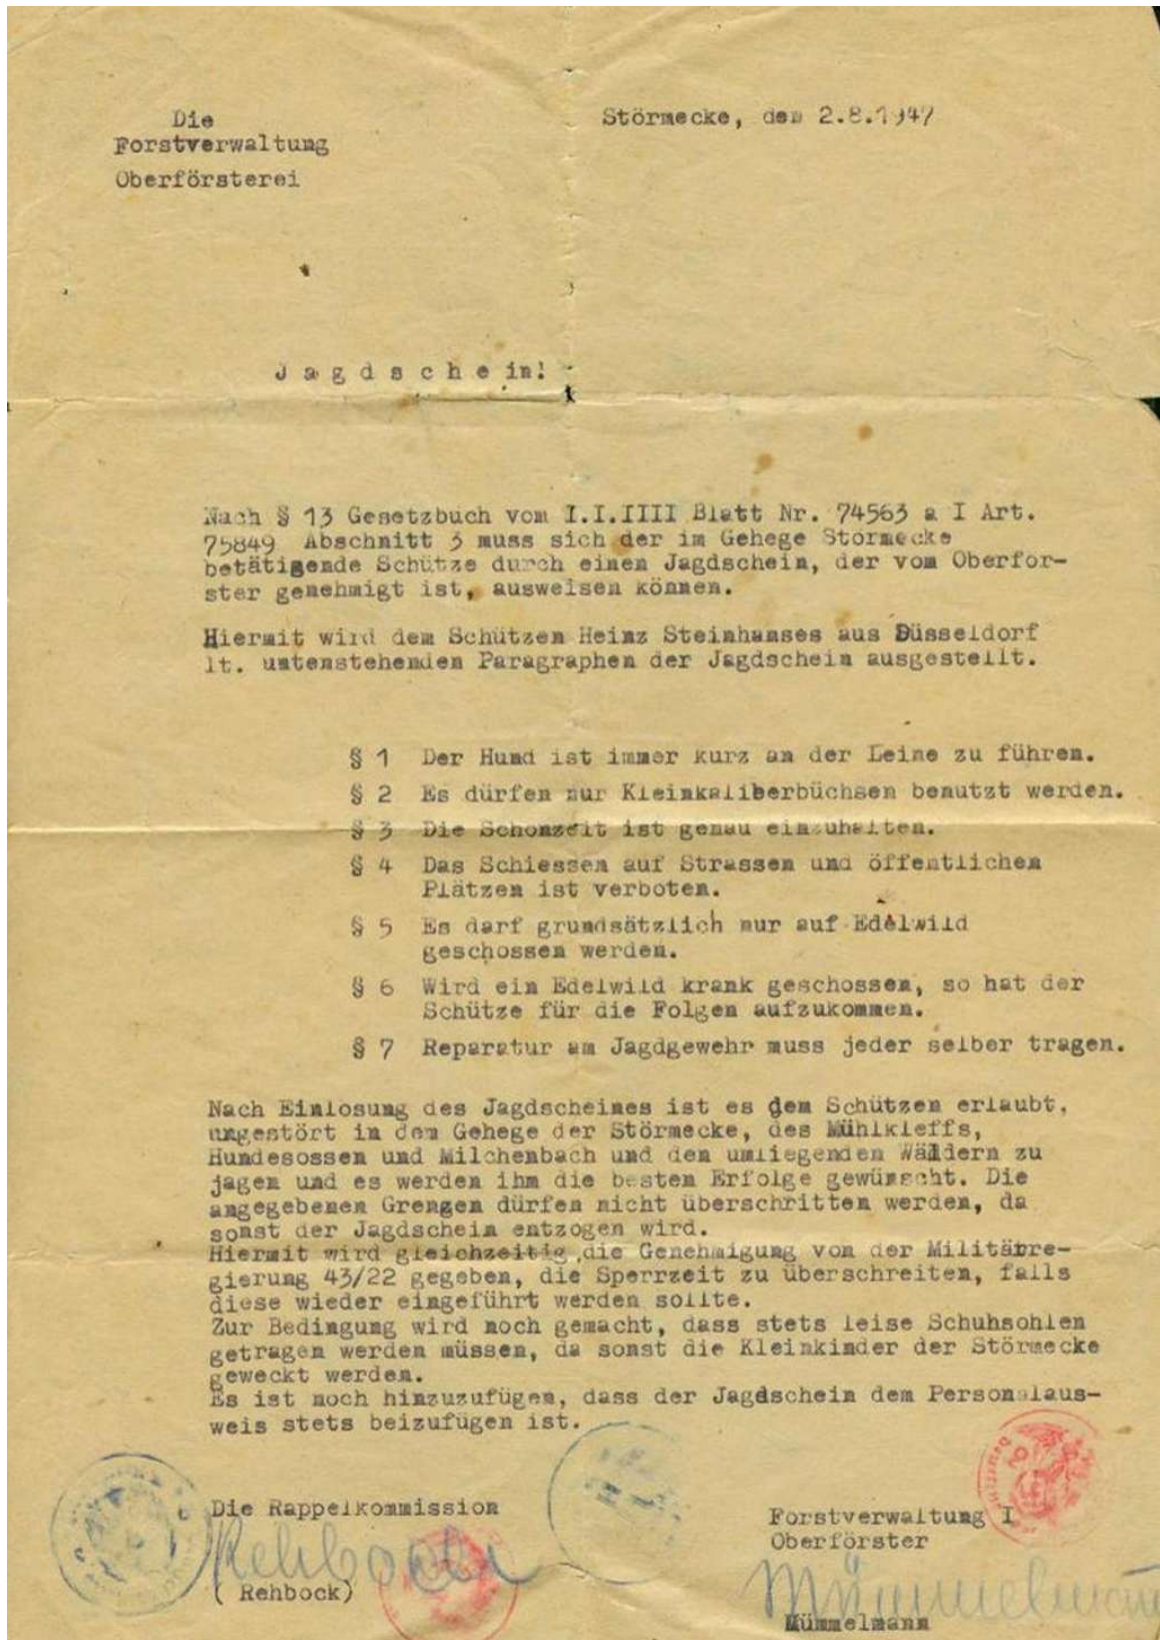 Die
Forstverwaltung
Oberförsterei
Störmecke, den 2.8.1947
J a g d s c h e in!
Nach § 13 Gesetzbuch vom I.I.IIII Blatt Nr. 74563 a I Art.
75849 Abschnitt 3 muss sich der im Gehege Störmecke
betätigende Schütze durch einen Jagdschein, der vom Oberför-
ster genehmigt ist, ausweisen können.
Hiermit wird dem Schützen Heinz Steinhanses aus Düsseldorf
lt. untenstehenden Paragraphen der Jagdschein ausgestellt.
§ 1 Der Hund ist immer kurz an der Leine zu führen.
§ 2 Es dürfen nur Kleinkaliberbüchsen benutzt werden.
§ 3 Die Schonzeit ist genau einzuhalten.
§ 4 Das Schiessen auf Strassen und öffentlichen
Plätzen ist verboten.
§ 5 Es darf grundsätzlich nur auf Edelwild
geschossen werden.
§ 6 Wird ein Edelwild krank geschossen, so hat der
Schütze für die Folgen aufzukommen.
§ 7 Reparatur am Jagdgewehr muss jeder selber tragen.
Nach Einlösung des Jagdscheines ist es dem Schützen erlaubt,
ungestört in dem Gehege der Störmecke, des Mühlkleffs,
Hundesossen und Milchenbach und den umliegenden Wäldern zu
jagen und es werden ihm die besten Erfolge gewünscht. Die
angegebenen Grengen dürfen nicht überschritten werden, da
sonst der Jagdschein entzogen wird.
Hiermit wird gleichzeitig die Genehmigung von der Militärre-
gierung 43/22 gegeben, die Sperrzeit zu überschreiten, falls
diese wieder eingeführt werden sollte.
Zur Bedingung wird noch gemacht, dass stets leise Schuhsohlen
getragen werden müssen, da sonst die Kleinkinder der Störmecke
geweckt werden.
Es ist noch hinzuzufügen, dass der Jagdschein dem Personalaus-
weis stets beizufügen ist.
Die Rappelkommission
Rehbock
( Rehbock)
Forstverwaltung I
Oberförster
Mümmelmann
Mümmelmann